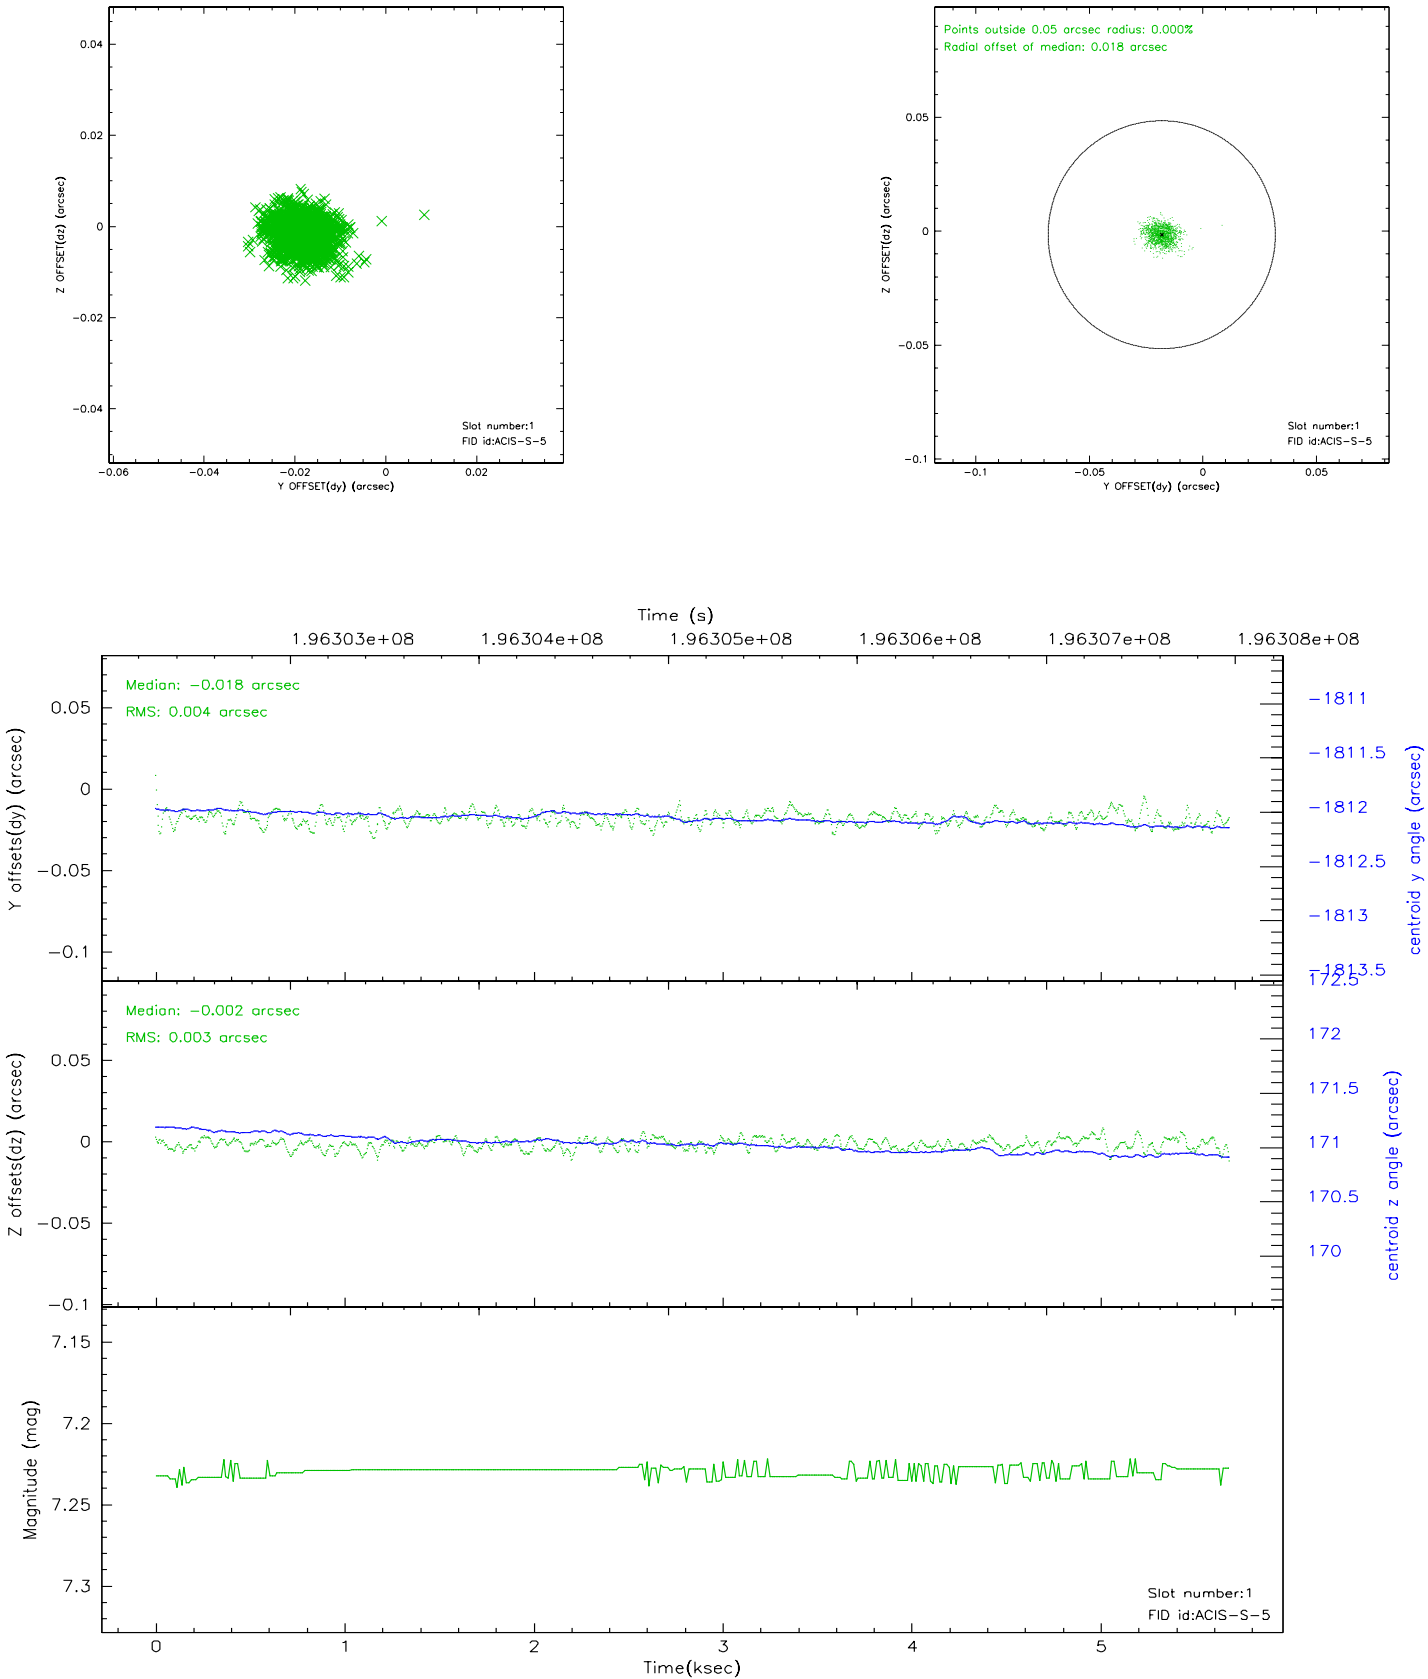 0.04
0.02
0
−0.02
−0.04
Z OFFSET(dz) (arcsec)
Slot number:1
FID id:ACIS−S−5
−0.06 −0.04 −0.02 0 0.02
Y OFFSET(dy) (arcsec)
Points outside 0.05 arcsec radius: 0.000%
Radial offset of median: 0.018 arcsec
0.05
0
−0.05
−0.1
Z OFFSET(dz) (arcsec)
Slot number:1
FID id:ACIS−S−5
−0.1 −0.05 0 0.05
Y OFFSET(dy) (arcsec)
Time (s)
1.96303e+08 1.96304e+08 1.96305e+08 1.96306e+08 1.96307e+08 1.96308e+08
Median: −0.018 arcsec
RMS: 0.004 arcsec
0.05
0
−0.05
−0.1
Y offsets(dy) (arcsec)
−1811
−1811.5
−1812
−1812.5
−1813
−1813.5
centroid y angle (arcsec)
Median: −0.002 arcsec
RMS: 0.003 arcsec
0.05
0
−0.05
−0.1
Z offsets(dz) (arcsec)
172.5
172
171.5
171
170.5
170
centroid z angle (arcsec)
7.15
7.2
7.25
7.3
Magnitude (mag)
Slot number:1
FID id:ACIS−S−5
0 1 2 3 4 5
Time(ksec)